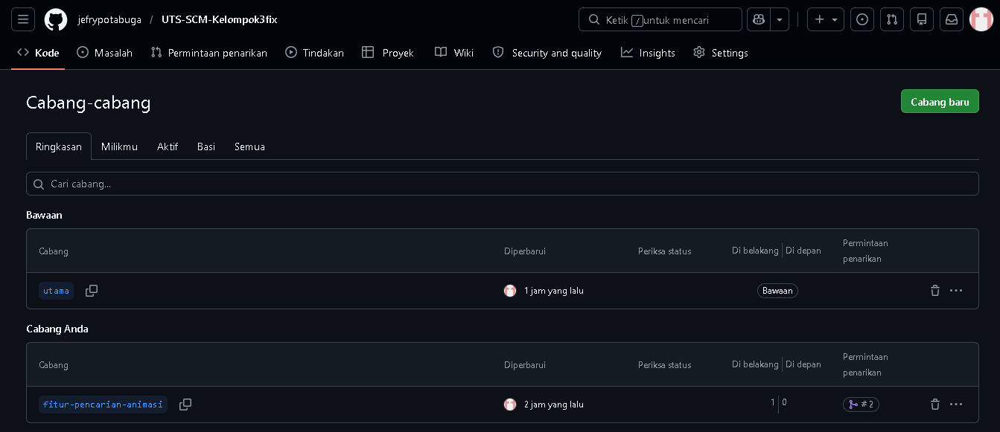 jefrypotabuga / UTS-SCM-Kelompok3fix
Ketik / untuk mencari
Kode Masalah Permintaan penarikan Tindakan Proyek Wiki Security and quality Insights Settings
Cabang-cabang
Cabang baru
Ringkasan Milikmu Aktif Basi Semua
Cari cabang...
Bawaan
Cabang Diperbarui Periksa status Di belakang Di depan Permintaan penarikan
utama 1 jam yang lalu Bawaan
Cabang Anda
Cabang Diperbarui Periksa status Di belakang Di depan Permintaan penarikan
fitur-pencarian-animasi 2 jam yang lalu 1 0 # 2